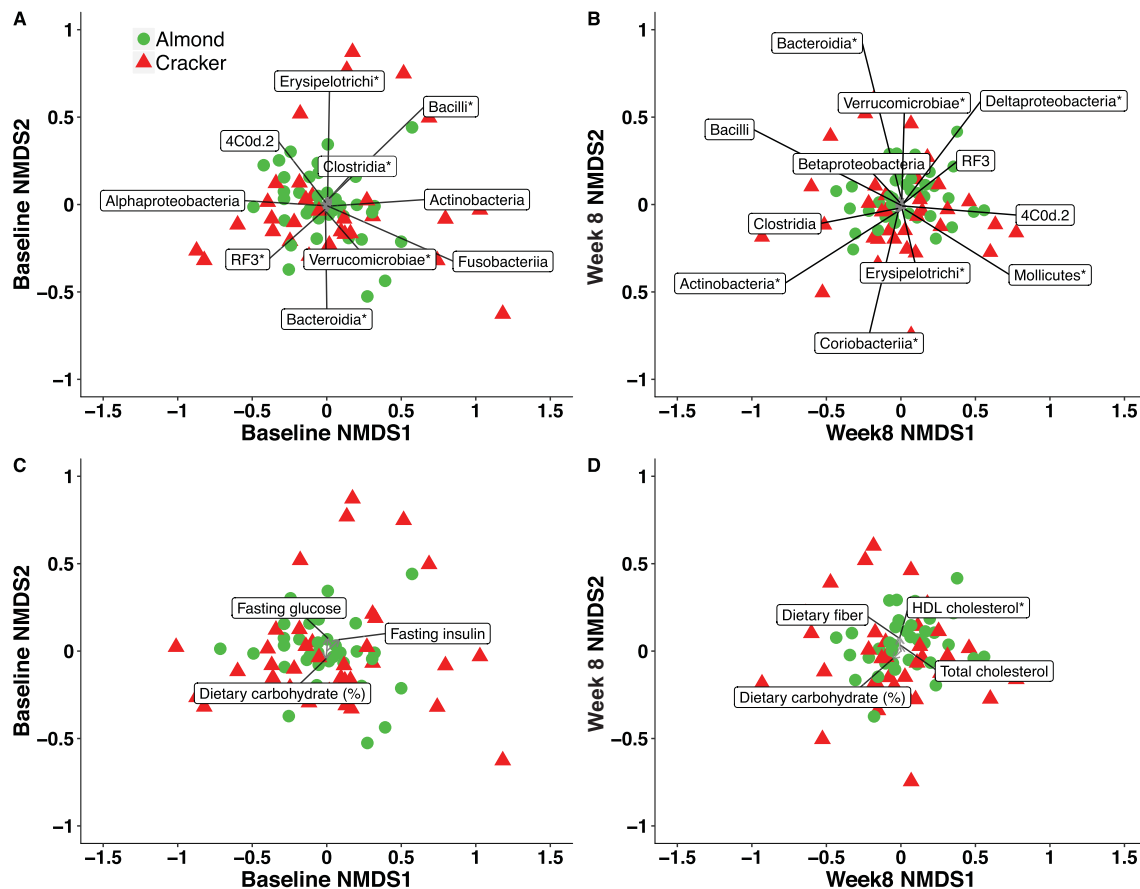 A
Almond
Cracker
1
0.5
0
−0.5
−1
Baseline NMDS2
Erysipelotrichi*
Bacilli*
4C0d.2
Clostridia*
Alphaproteobacteria
Actinobacteria
RF3*
Verrucomicrobiae*
Fusobacteriia
Bacteroidia*
−1.5
−1
−0.5
0
0.5
1
1.5
Baseline NMDS1
B
1
0.5
0
−0.5
−1
Week 8 NMDS2
Bacteroidia*
Verrucomicrobiae*
Deltaproteobacteria*
Bacilli
Betaproteobacteria
RF3
Clostridia
4C0d.2
Actinobacteria*
Erysipelotrichi*
Mollicutes*
Coriobacteriia*
−1.5
−1
−0.5
0
0.5
1
1.5
Week8 NMDS1
C
1
0.5
0
−0.5
−1
Baseline NMDS2
Fasting glucose
Fasting insulin
Dietary carbohydrate (%)
−1.5
−1
−0.5
0
0.5
1
1.5
Baseline NMDS1
D
1
0.5
0
−0.5
−1
Week 8 NMDS2
Dietary fiber
HDL cholesterol*
Total cholesterol
Dietary carbohydrate (%)
−1.5
−1
−0.5
0
0.5
1
1.5
Week8 NMDS1